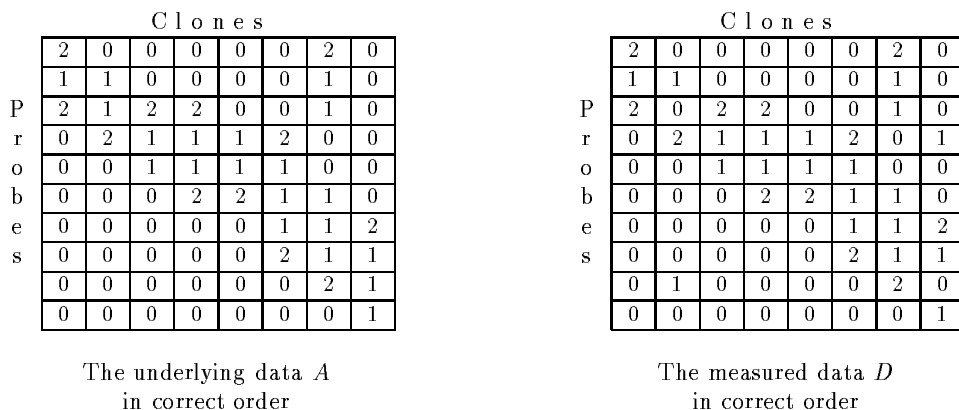 C l o n e s
2 0 0 0 0 0 2 0
1 1 0 0 0 0 1 0
P 2 1 2 2 0 0 1 0
r 0 2 1 1 1 2 0 0
o 0 0 1 1 1 1 0 0
b 0 0 0 2 2 1 1 0
e 0 0 0 0 0 1 1 2
s 0 0 0 0 0 2 1 1
0 0 0 0 0 0 2 1
0 0 0 0 0 0 0 1
The underlying data A
in correct order
C l o n e s
2 0 0 0 0 0 2 0
1 1 0 0 0 0 1 0
P 2 0 2 2 0 0 1 0
r 0 2 1 1 1 2 0 1
o 0 0 1 1 1 1 0 0
b 0 0 0 2 2 1 1 0
e 0 0 0 0 0 1 1 2
s 0 0 0 0 0 2 1 1
0 1 0 0 0 0 2 0
0 0 0 0 0 0 0 1
The measured data D
in correct order